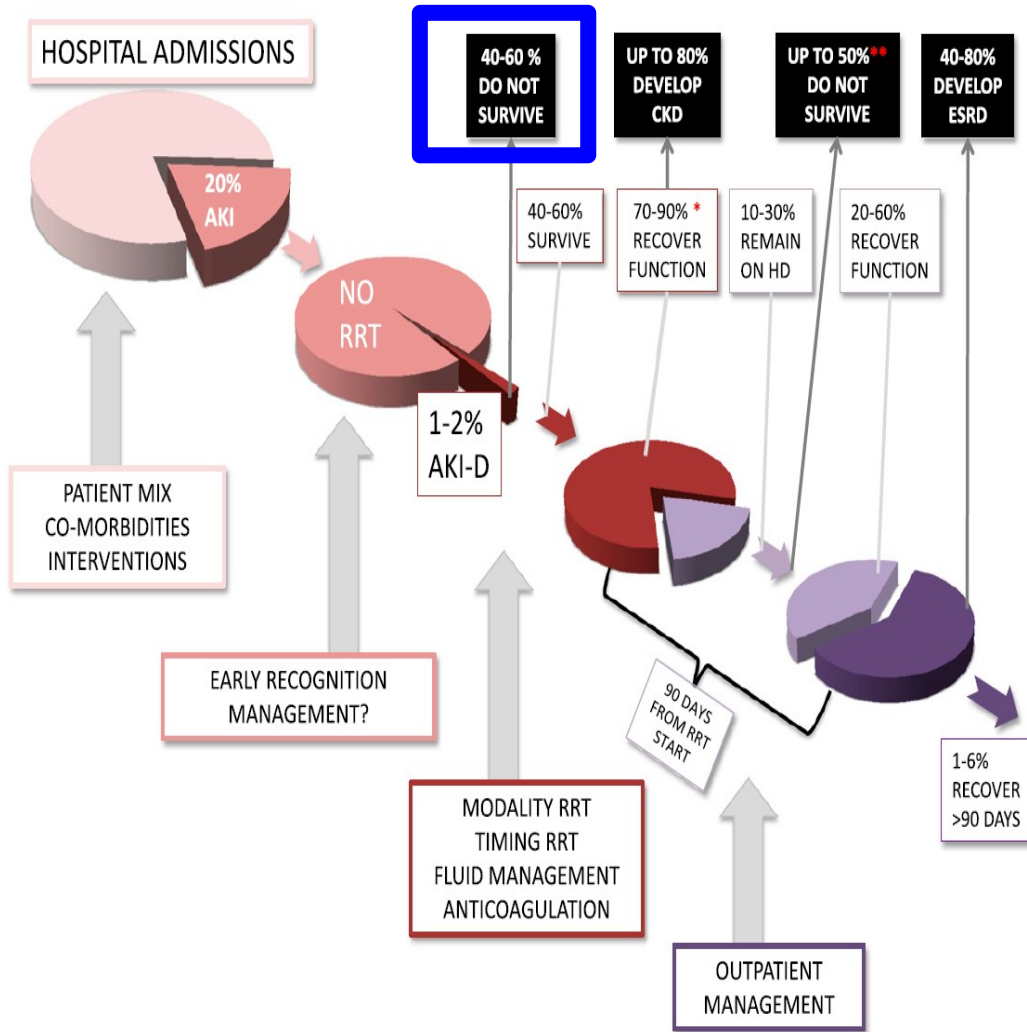 HOSPITAL ADMISSIONS
40-60 %
DO NOT
SURVIVE
UP TO 80%
DEVELOP
CKD
UP TO 50%**
DO NOT
SURVIVE
40-80%
DEVELOP
ESRD
20%
AKI
40-60%
SURVIVE
70-90% *
RECOVER
FUNCTION
10-30%
REMAIN
ON HD
20-60%
RECOVER
FUNCTION
NO
RRT
1-2%
AKI-D
PATIENT MIX
CO-MORBIDITIES
INTERVENTIONS
EARLY RECOGNITION
MANAGEMENT?
90 DAYS
FROM RRT
START
MODALITY RRT
TIMING RRT
FLUID MANAGEMENT
ANTICOAGULATION
1-6%
RECOVER
>90 DAYS
OUTPATIENT
MANAGEMENT